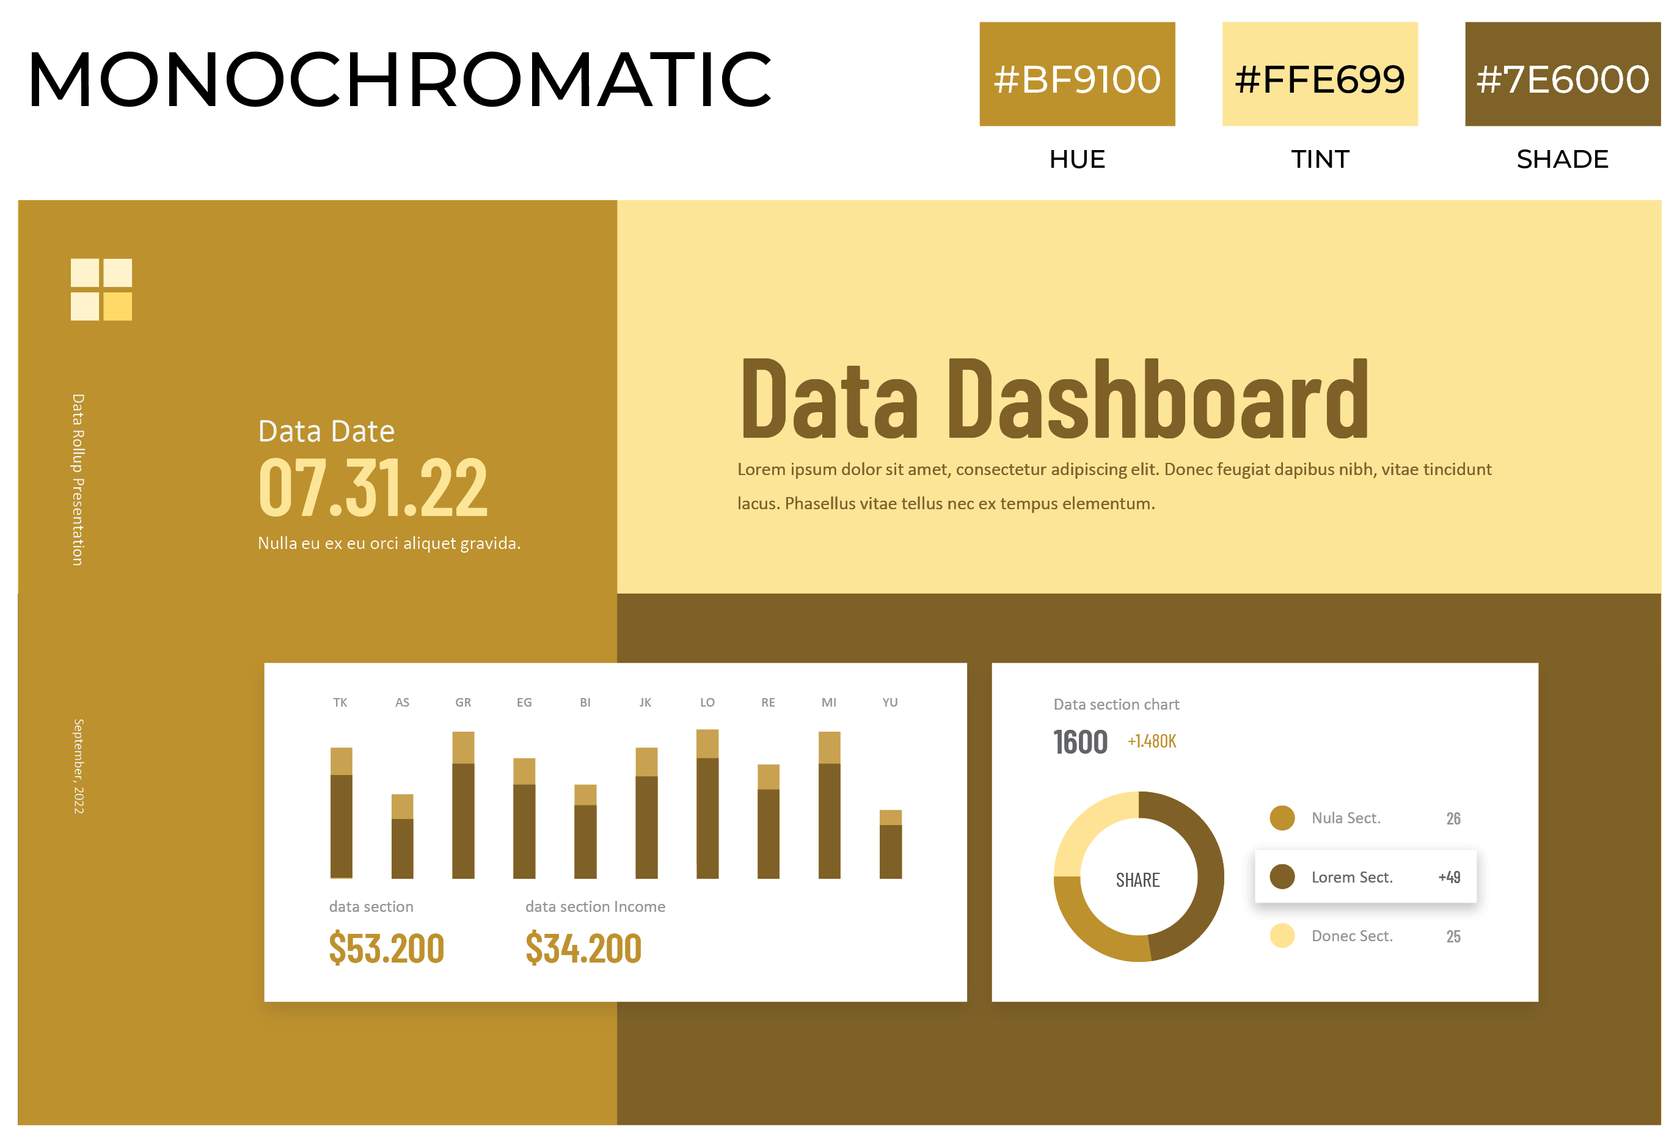 MONOCHROMATIC
#BF9100
#FFE699
#7E6000
HUE
TINT
SHADE
Data Rollup Presentation
September, 2022
Data Date
07.31.22
Nulla eu ex eu orci aliquet gravida.
Data Dashboard
Lorem ipsum dolor sit amet, consectetur adipiscing elit. Donec feugiat dapibus nibh, vitae tincidunt
lacus. Phasellus vitae tellus nec ex tempus elementum.
TK AS GR EG BI JK LO RE MI YU
data section
$53.200
data section Income
$34.200
Data section chart
1600 +1.480K
SHARE
Nula Sect. 26
Lorem Sect. +49
Donec Sect. 25